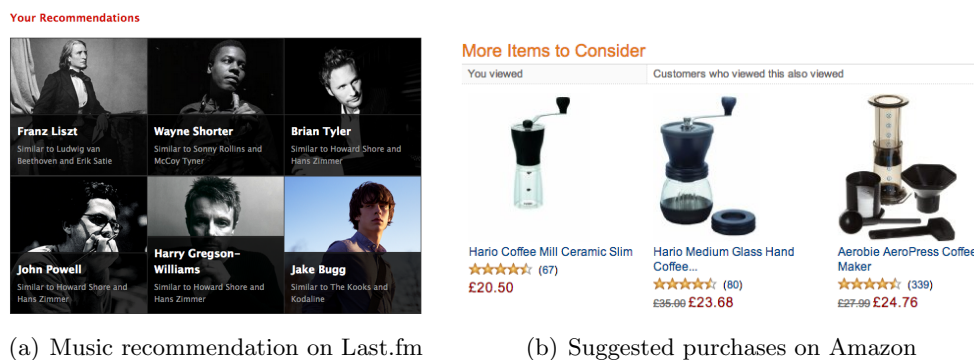 Your Recommendations
Franz Liszt
Similar to Ludwig van
Beethoven and Erik Satie
Wayne Shorter
Similar to Sonny Rollins and
McCoy Tyner
Brian Tyler
Similar to Howard Shore and
Hans Zimmer
John Powell
Similar to Howard Shore and
Hans Zimmer
Harry Gregson-
Williams
Similar to Howard Shore and
Hans Zimmer
Jake Bugg
Similar to The Kooks and
Kodaline
(a) Music recommendation on Last.fm
More Items to Consider
You viewed
Customers who viewed this also viewed
Hario Coffee Mill Ceramic Slim
(67)
£20.50
Hario Medium Glass Hand
Coffee...
(80)
£35.00 £23.68
Aerobie AeroPress Coffee
Maker
(339)
£27.99 £24.76
(b) Suggested purchases on Amazon